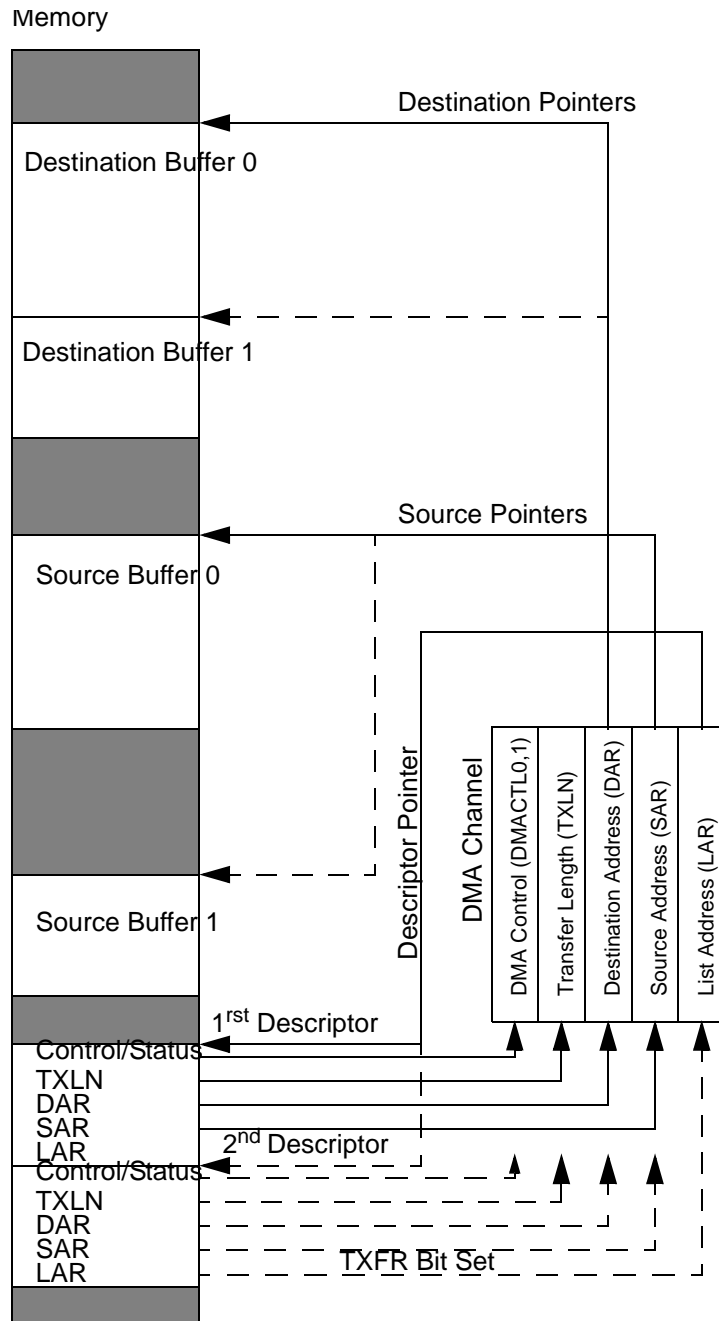 Memory
Destination Pointers
Destination Buffer 0
Destination Buffer 1
Source Pointers
Source Buffer 0
Descriptor Pointer
DMA Channel
DMA Control (DMACTL0,1)
Transfer Length (TXLN)
Destination Address (DAR)
Source Address (SAR)
List Address (LAR)
Source Buffer 1
1rst Descriptor
Control/Status
TXLN
DAR
SAR
LAR
2nd Descriptor
Control/Status
TXLN
DAR
SAR
LAR
TXFR Bit Set